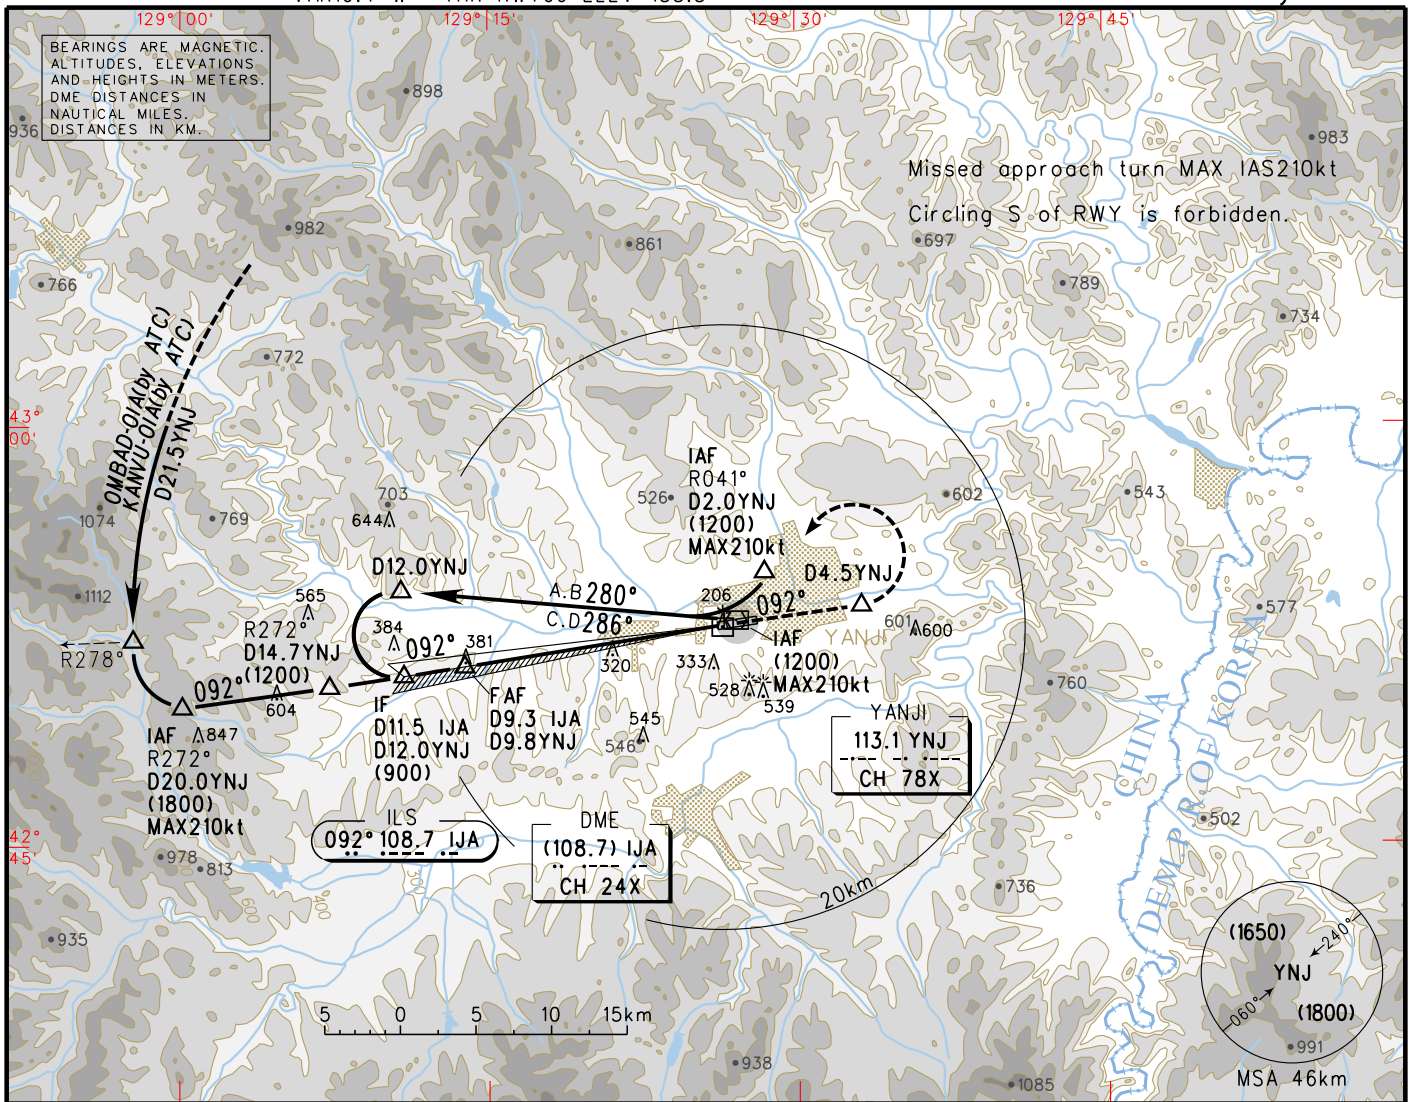 129° 00'
129° 15'
129° 30'
129° 45'
BEARINGS ARE MAGNETIC.
ALTITUDES, ELEVATIONS
AND HEIGHTS IN METERS.
DME DISTANCES IN
NAUTICAL MILES.
DISTANCES IN KM.
898
936
983
Missed approach turn MAX IAS210kt
Circling S of RWY is forbidden.
982
861
697
766
789
734
772
OMBAD-01A(by ATC)
KANVU-01A(by ATC)
D21.5YNJ
43°
00'
IAF
R041°
D2.0YNJ
(1200)
MAX210kt
703
644
526
602
543
1074
769
D12.0YNJ
D4.5YNJ
1112
565
A.B 280°
C.D 286°
206
092°
577
384
092°
381
601
600
YANJI
R278°
R272°
D14.7YNJ
(1200)
320
333
IAF
(1200)
MAX210kt
092°
604
528
539
760
IF
D11.5 IJA
D12.0YNJ
(900)
FAF
D9.3 IJA
D9.8YNJ
545
546
847
IAF
R272°
D20.0YNJ
(1800)
MAX210kt
YANJI
113.1 YNJ
CH 78X
CHINA
DEM.P.R.OF KOREA
ILS
092° 108.7 IJA
DME
(108.7) IJA
CH 24X
502
42°
45'
978
813
300
400
600
20km
736
935
(1650)
240°
YNJ
060°
(1800)
991
MSA 46km
5 0 5 10 15km
938
1085